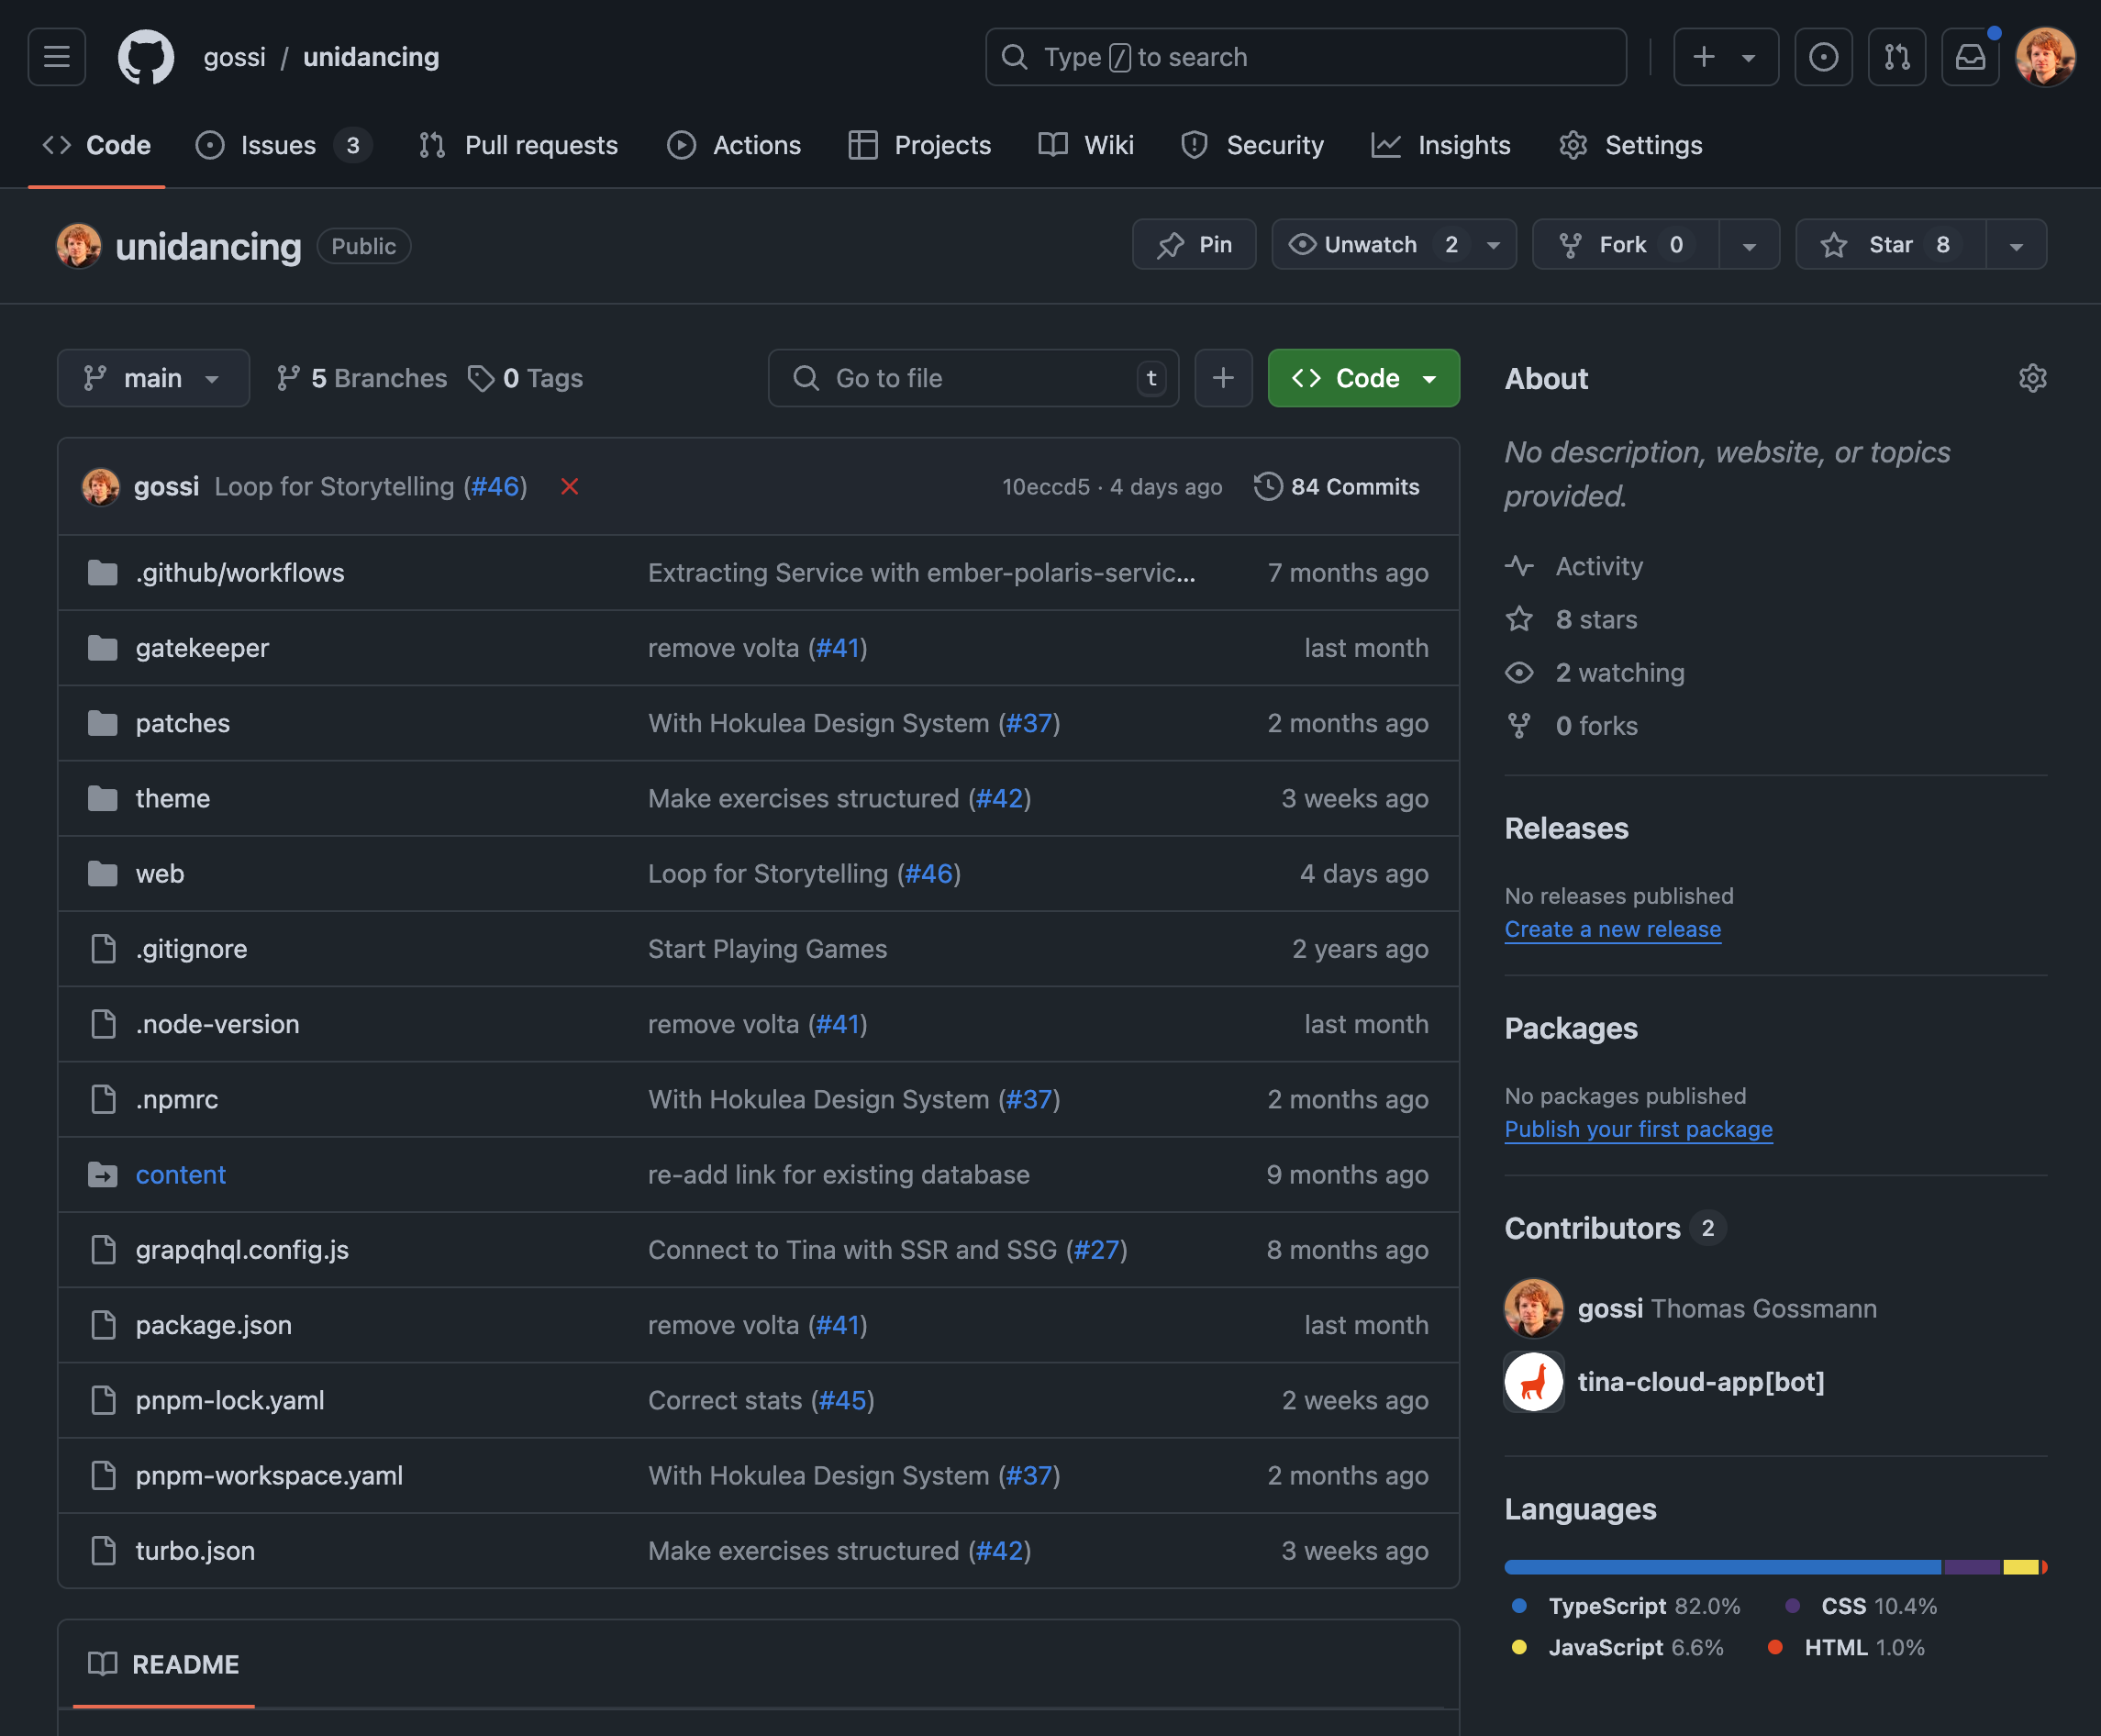 gossi / unidancing
Type / to search
Code Issues 3 Pull requests Actions Projects Wiki Security Insights Settings
unidancing Public
Pin Unwatch 2 Fork 0 Star 8
main 5 Branches 0 Tags Go to file t Code
gossi Loop for Storytelling (#46) 10eccd5 · 4 days ago 84 Commits
.github/workflows Extracting Service with ember-polaris-servic... 7 months ago
gatekeeper remove volta (#41) last month
patches With Hokulea Design System (#37) 2 months ago
theme Make exercises structured (#42) 3 weeks ago
web Loop for Storytelling (#46) 4 days ago
.gitignore Start Playing Games 2 years ago
.node-version remove volta (#41) last month
.npmrc With Hokulea Design System (#37) 2 months ago
content re-add link for existing database 9 months ago
grapqhql.config.js Connect to Tina with SSR and SSG (#27) 8 months ago
package.json remove volta (#41) last month
pnpm-lock.yaml Correct stats (#45) 2 weeks ago
pnpm-workspace.yaml With Hokulea Design System (#37) 2 months ago
turbo.json Make exercises structured (#42) 3 weeks ago
README
About
No description, website, or topics
provided.
Activity
8 stars
2 watching
0 forks
Releases
No releases published
Create a new release
Packages
No packages published
Publish your first package
Contributors 2
gossi Thomas Gossmann
tina-cloud-app[bot]
Languages
TypeScript 82.0% CSS 10.4%
JavaScript 6.6% HTML 1.0%